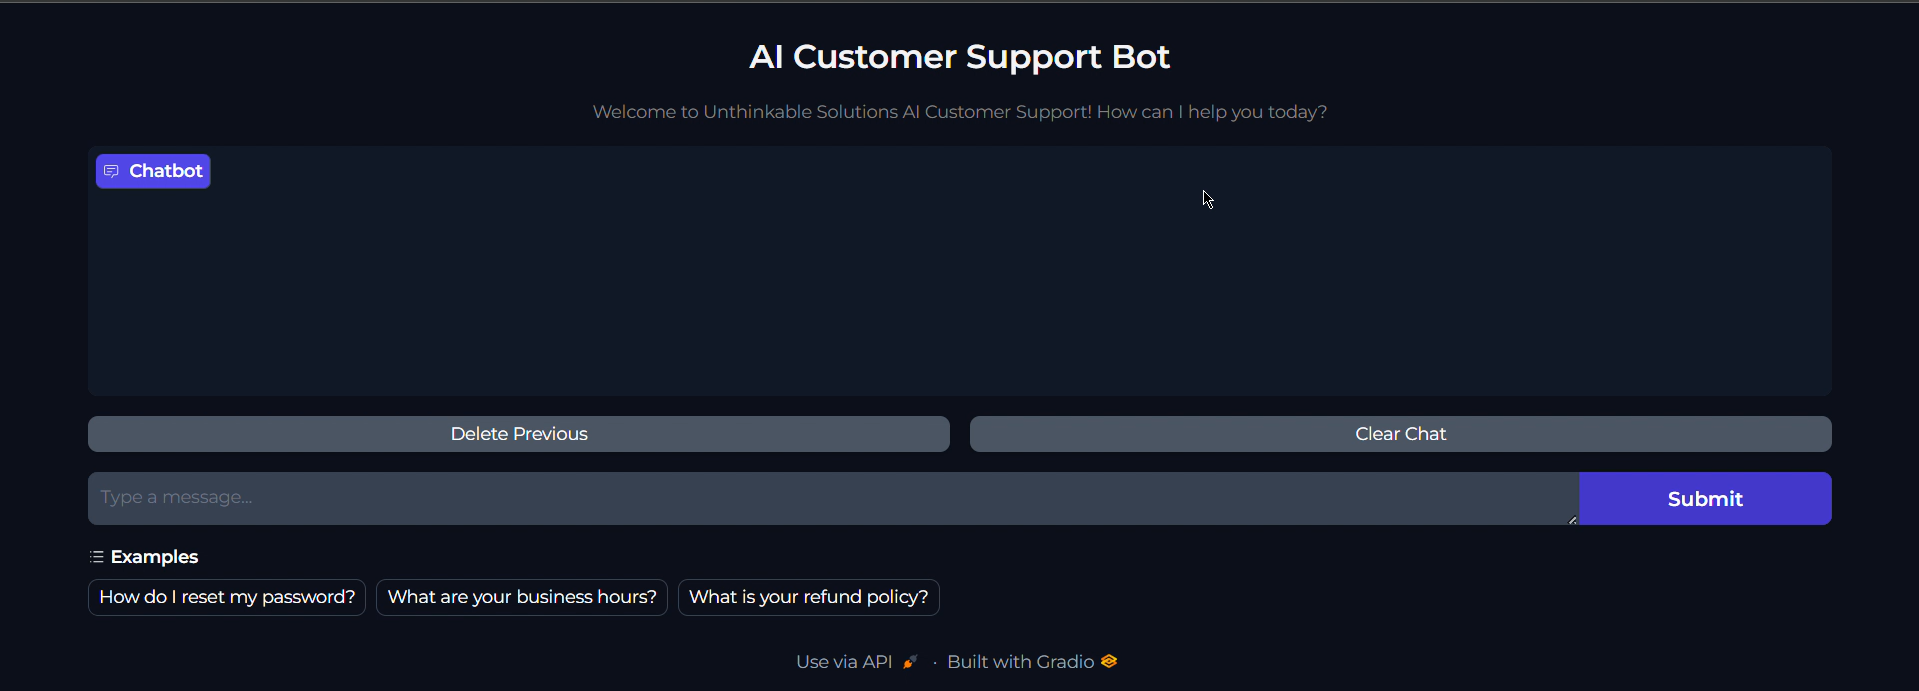 AI Customer Support Bot
Welcome to Unthinkable Solutions AI Customer Support! How can I help you today?
Chatbot
Delete Previous
Clear Chat
Type a message...
Submit
Examples
How do I reset my password?
What are your business hours?
What is your refund policy?
Use via API · Built with Gradio